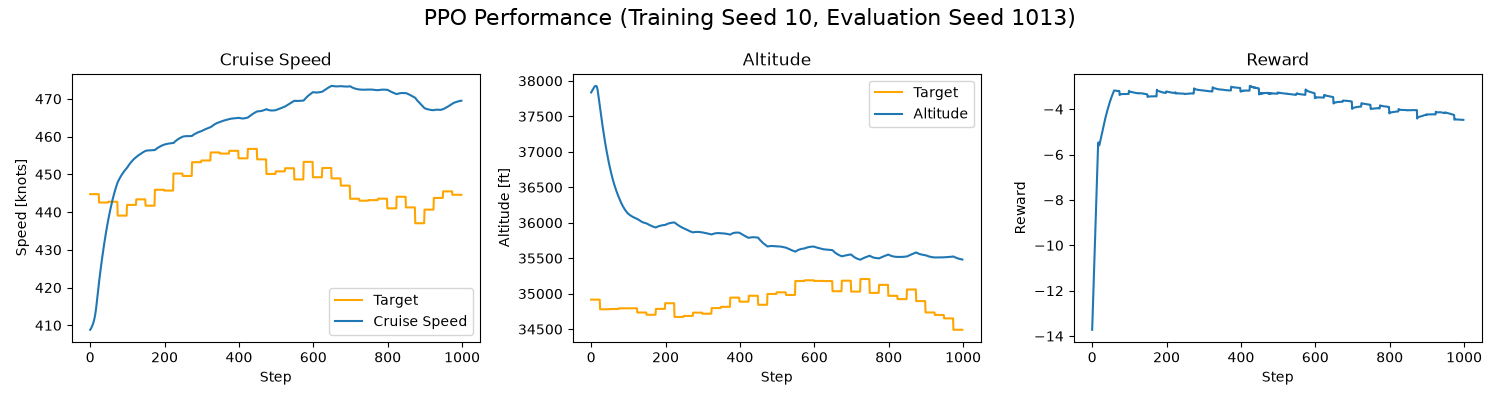 PPO Performance (Training Seed 10, Evaluation Seed 1013)
Cruise Speed
Speed [knots]
470
460
450
440
430
420
410
Target
Cruise Speed
0 200 400 600 800 1000
Step
Altitude
Altitude [ft]
38000
37500
37000
36500
36000
35500
35000
34500
Target
Altitude
0 200 400 600 800 1000
Step
Reward
Reward
−4
−6
−8
−10
−12
−14
0 200 400 600 800 1000
Step